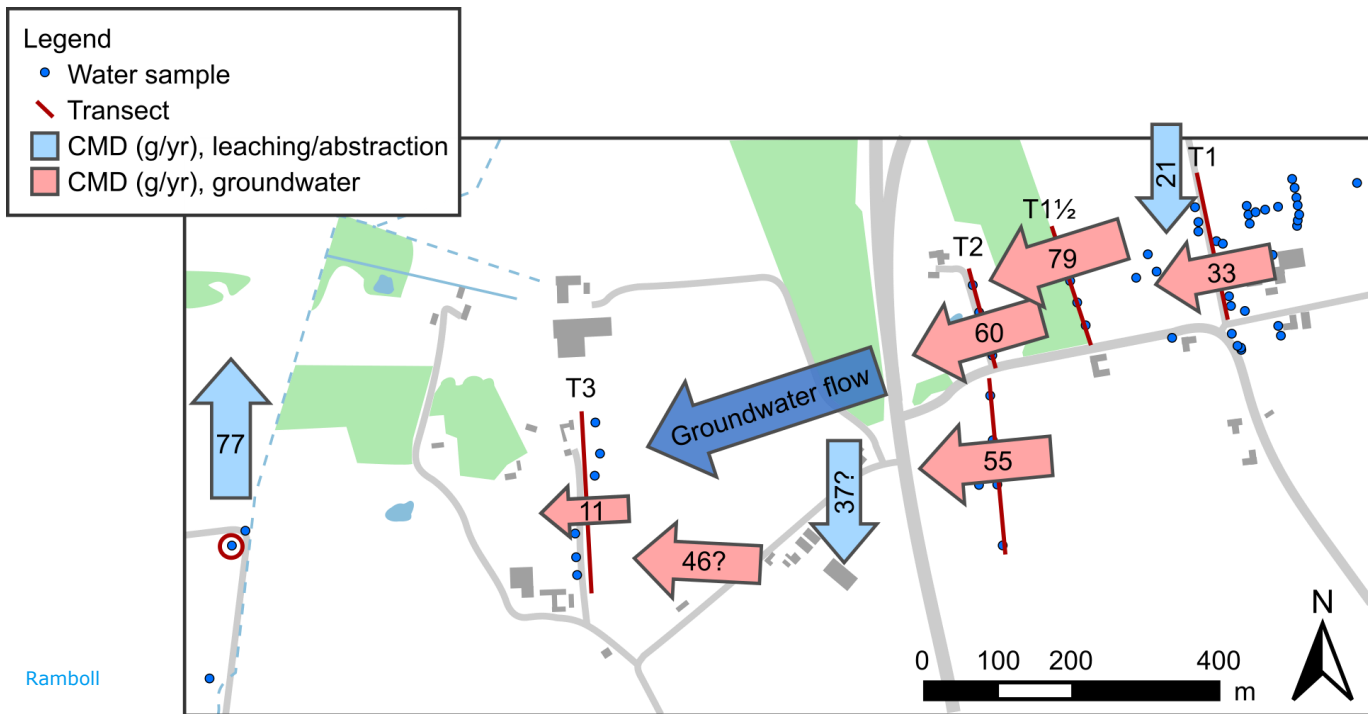 Legend
Water sample
Transect
CMD (g/yr), leaching/abstraction
CMD (g/yr), groundwater
21
T1
T1½
T2
79
33
60
Groundwater flow
T3
77
55
37?
11
46?
N
0 100 200 400
m
Ramboll